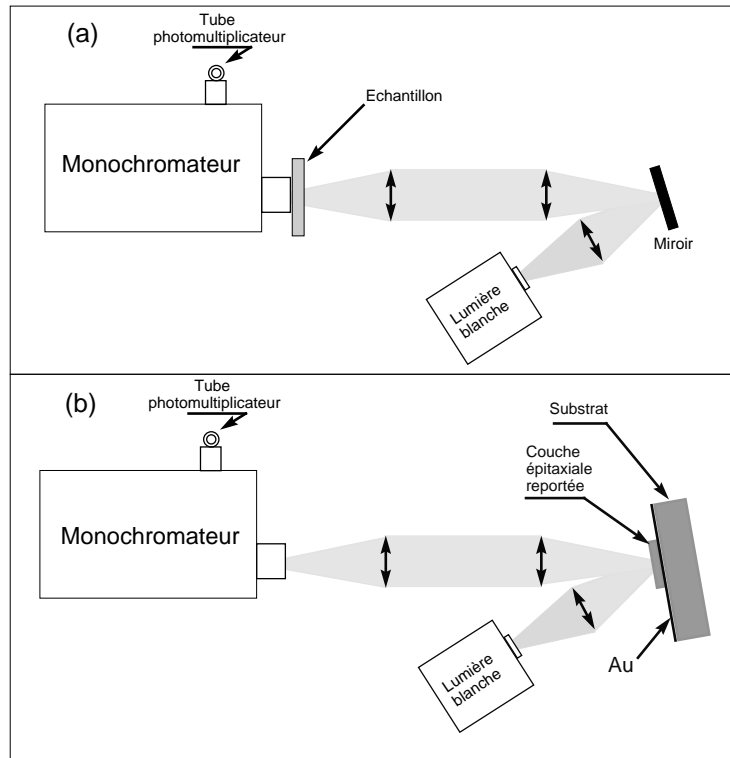 (a)
Tube
photomultiplicateur
Echantillon
Monochromateur
Miroir
Lumière
blanche
(b)
Tube
photomultiplicateur
Substrat
Couche
épitaxiale
reportée
Monochromateur
Lumière
blanche
Au